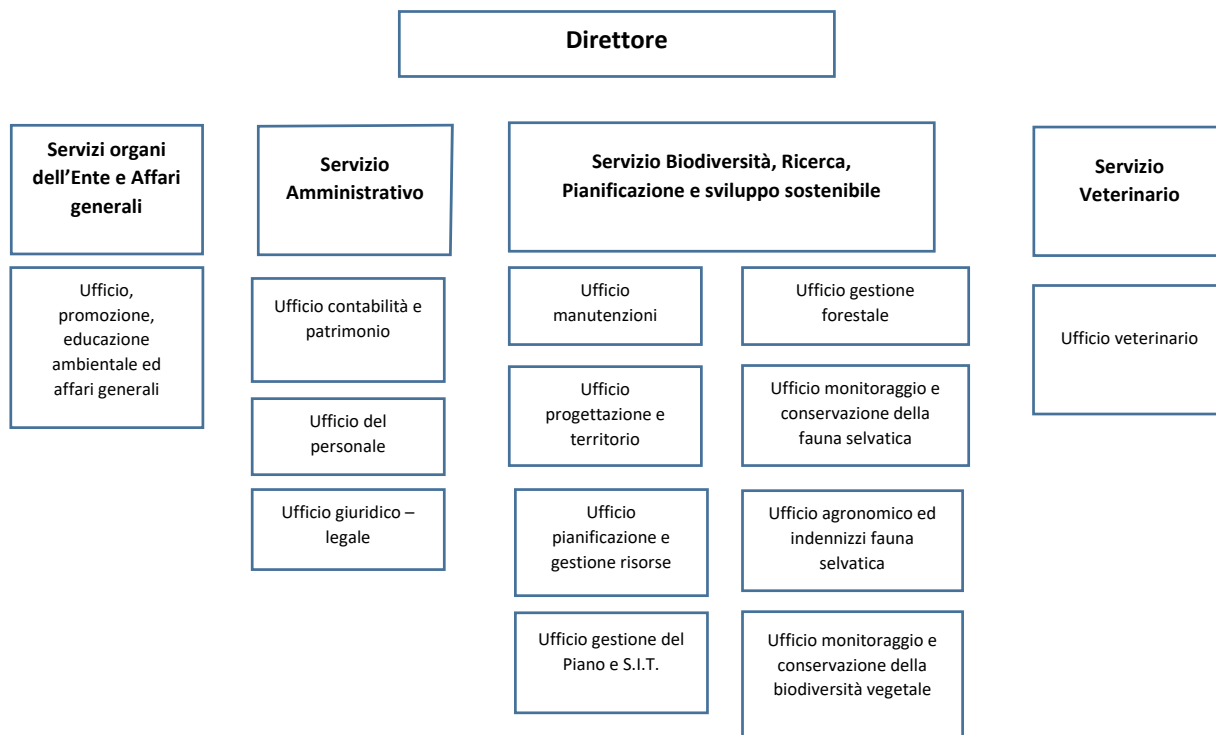 Direttore
Servizi organi
dell’Ente e Affari
generali
Servizio
Amministrativo
Servizio Biodiversità, Ricerca,
Pianificazione e sviluppo sostenibile
Servizio
Veterinario
Ufficio,
promozione,
educazione
ambientale ed
affari generali
Ufficio contabilità e
patrimonio
Ufficio del
personale
Ufficio giuridico –
legale
Ufficio
manutenzioni
Ufficio
progettazione e
territorio
Ufficio
pianificazione e
gestione risorse
Ufficio gestione del
Piano e S.I.T.
Ufficio gestione
forestale
Ufficio monitoraggio e
conservazione della
fauna selvatica
Ufficio agronomico ed
indennizzi fauna
selvatica
Ufficio monitoraggio e
conservazione della
biodiversità vegetale
Ufficio veterinario